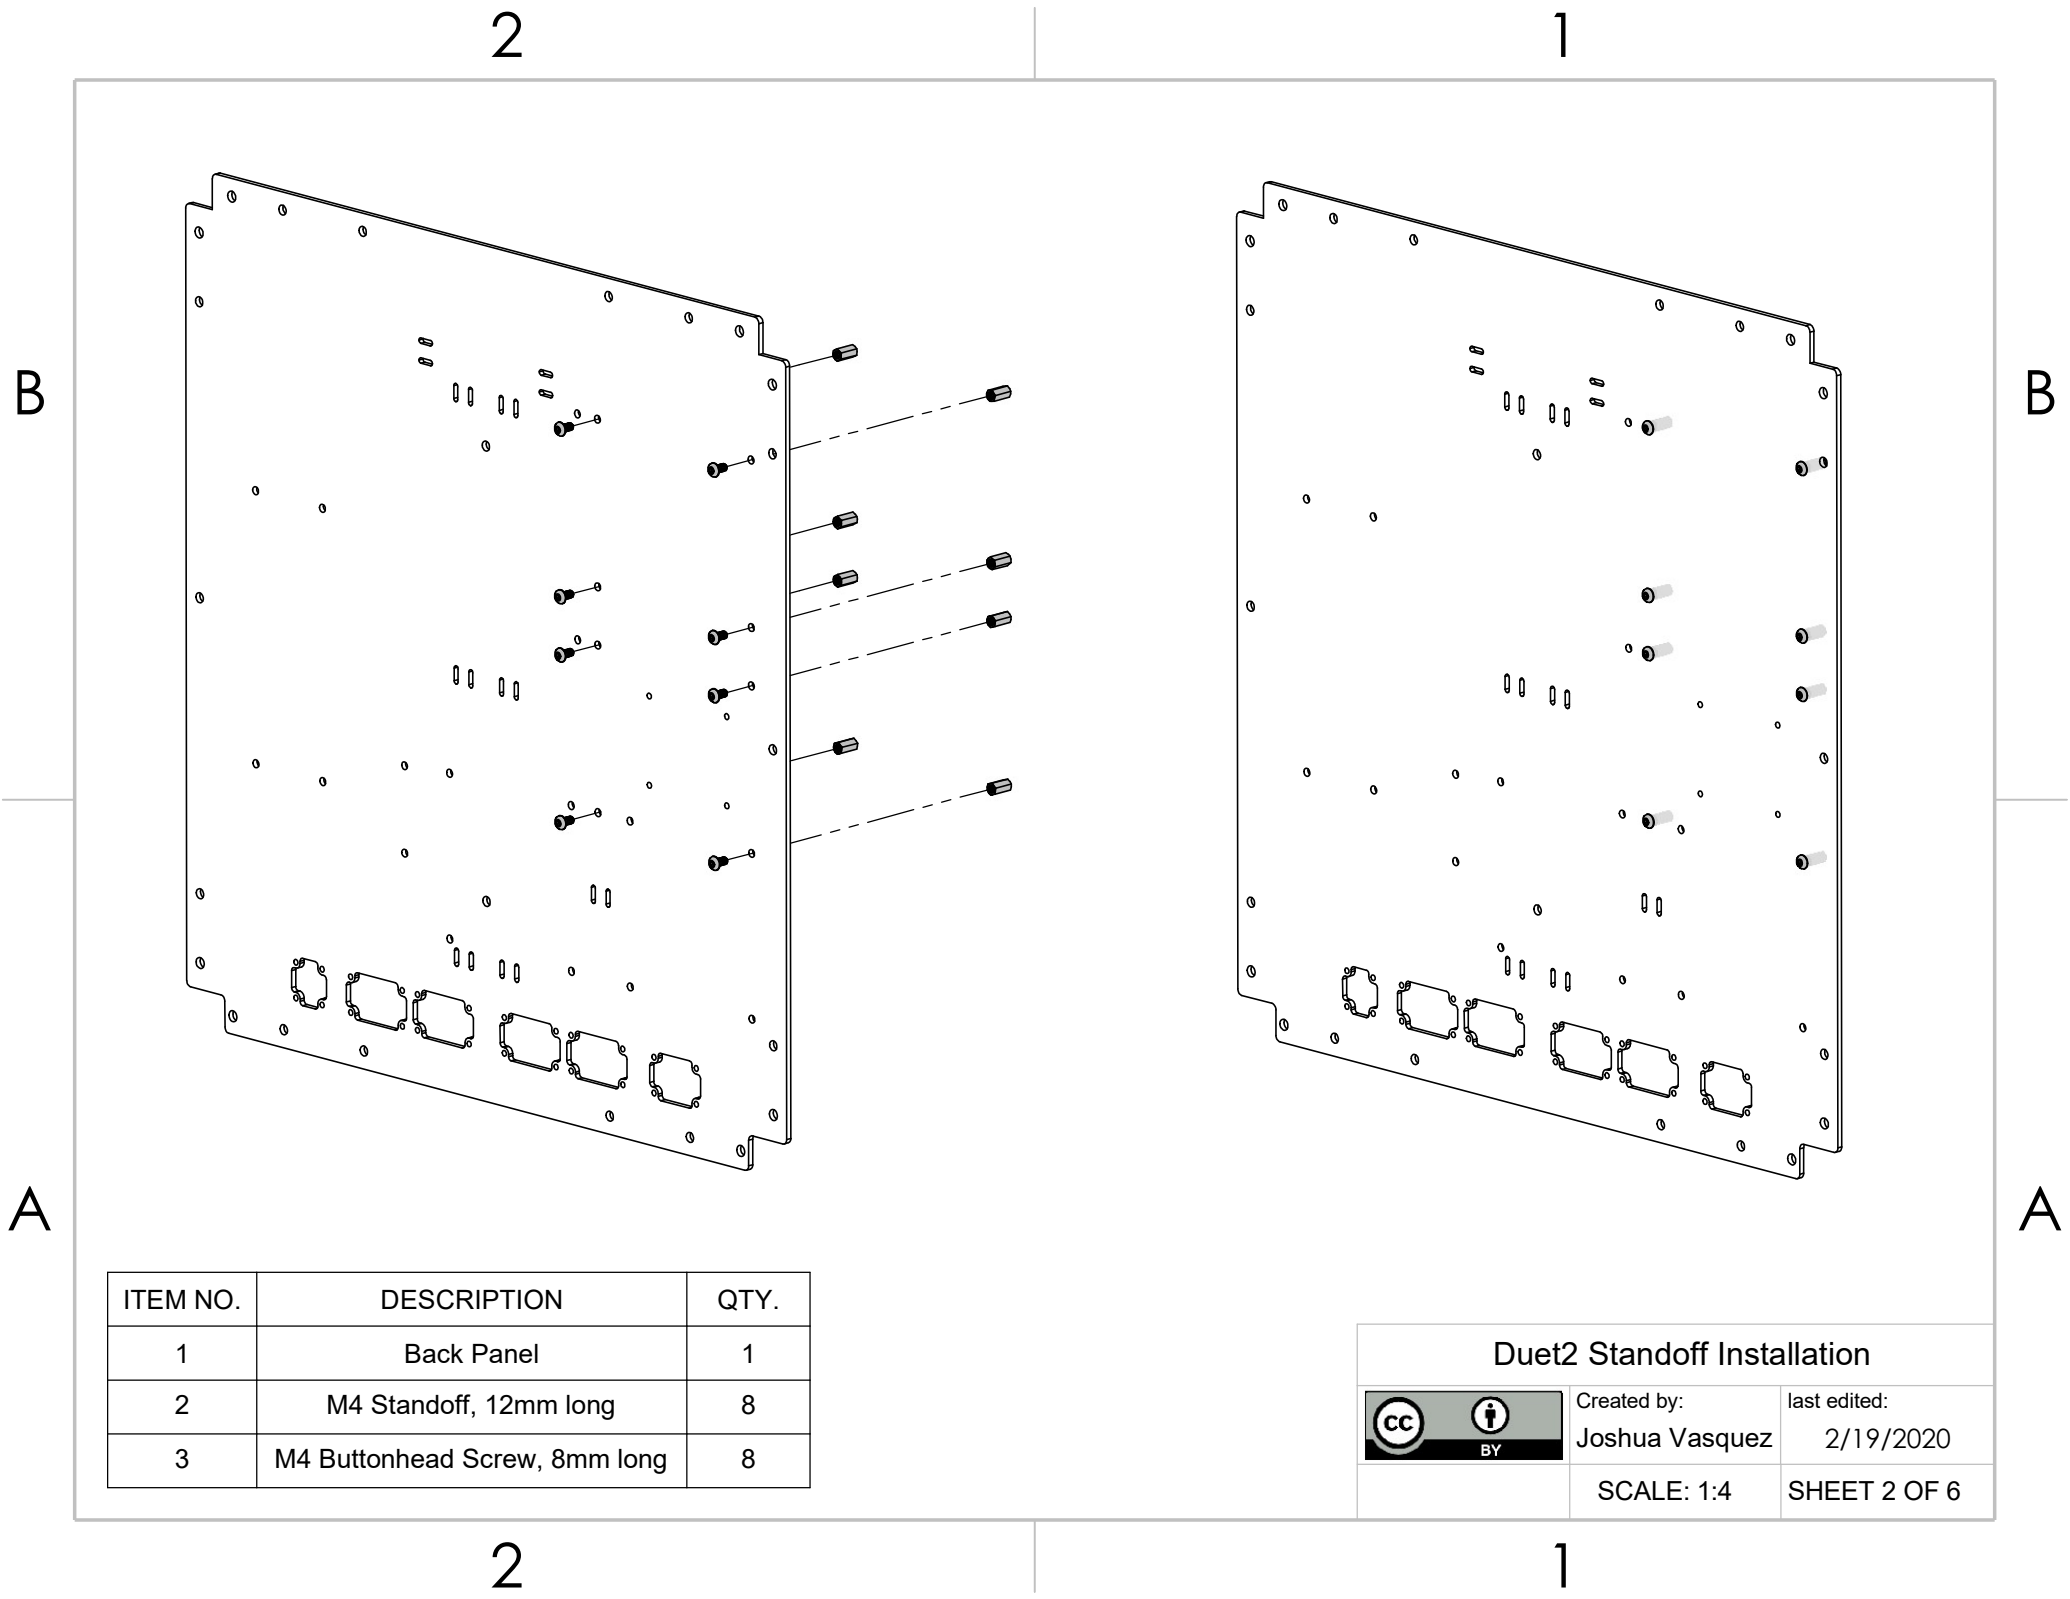 2 1
B B
ITEM NO. DESCRIPTION QTY.
1 Back Panel 1
2 M4 Standoff, 12mm long 8
3 M4 Buttonhead Screw, 8mm long 8
A A
Duet2 Standoff Installation
cc BY
Created by: last edited:
Joshua Vasquez 2/19/2020
SCALE: 1:4 SHEET 2 OF 6
2 1